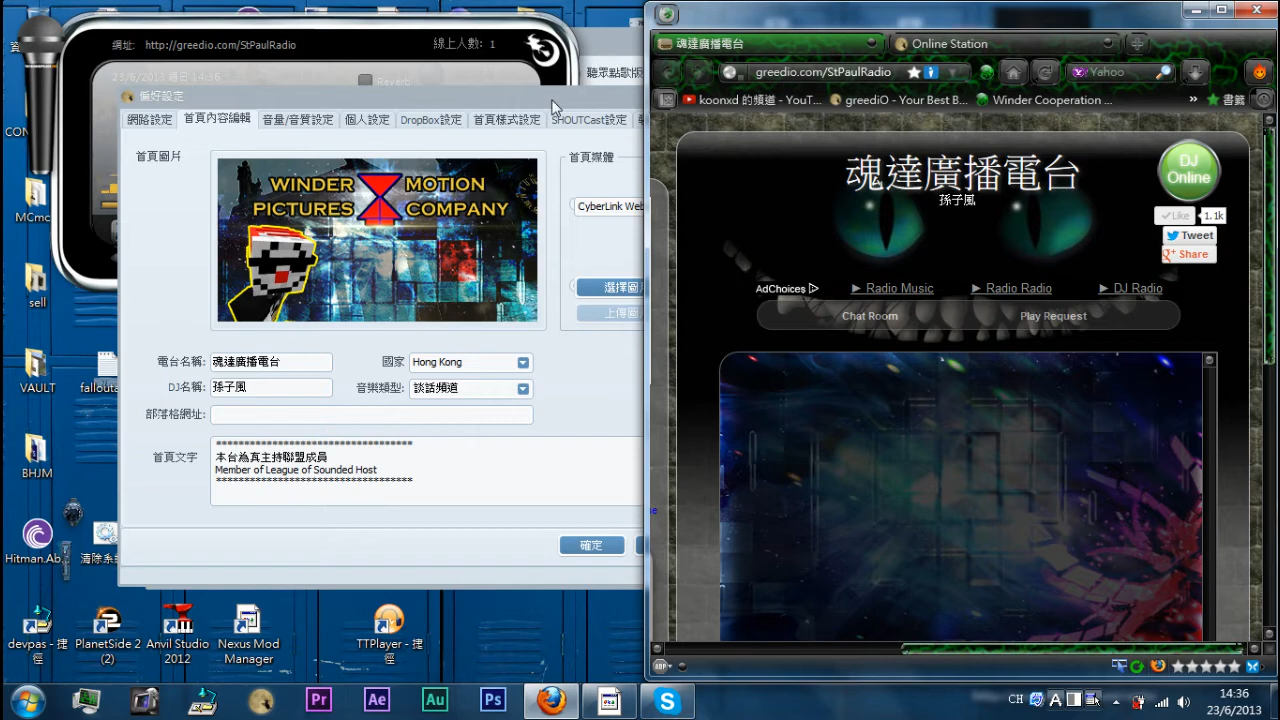 網址: http://greedio.com/StPaulRadio
線上人數: 1
23/6/2013 週日 14:36
Reverb
聽眾點歌版
偏好設定
網路設定
首頁內容編輯
音量/音質設定
個人設定
DropBox設定
首頁樣式設定
SHOUTCast設定
首頁圖片
WINDER MOTION
PICTURES COMPANY
首頁媒體
CyberLink Web
選擇圖片
上傳圖
電台名稱: 魂達廣播電台
國家 Hong Kong
DJ名稱: 孫子風
音樂類型: 談話頻道
部落格網址:
首頁文字
***********************************
本台為真主持聯盟成員
Member of League of Sounded Host
***********************************
確定
MCmc
sell
VAULT
fallout
BHJM
Hitman.Ab
清除系
devpas - 捷徑
PlanetSide 2 (2)
Anvil Studio 2012
Nexus Mod Manager
TTPlayer - 捷徑
魂達廣播電台
Online Station
greedio.com/StPaulRadio
Yahoo
koonxd 的頻道 - YouT...
greediO - Your Best B...
Winder Cooperation ...
»
書籤
魂達廣播電台
孫子風
DJ
Online
Like
1.1k
Tweet
Share
AdChoices
Radio Music
Radio Radio
DJ Radio
Chat Room
Play Request
ABP
Pr
Ae
Au
Ps
CH
14:36
23/6/2013